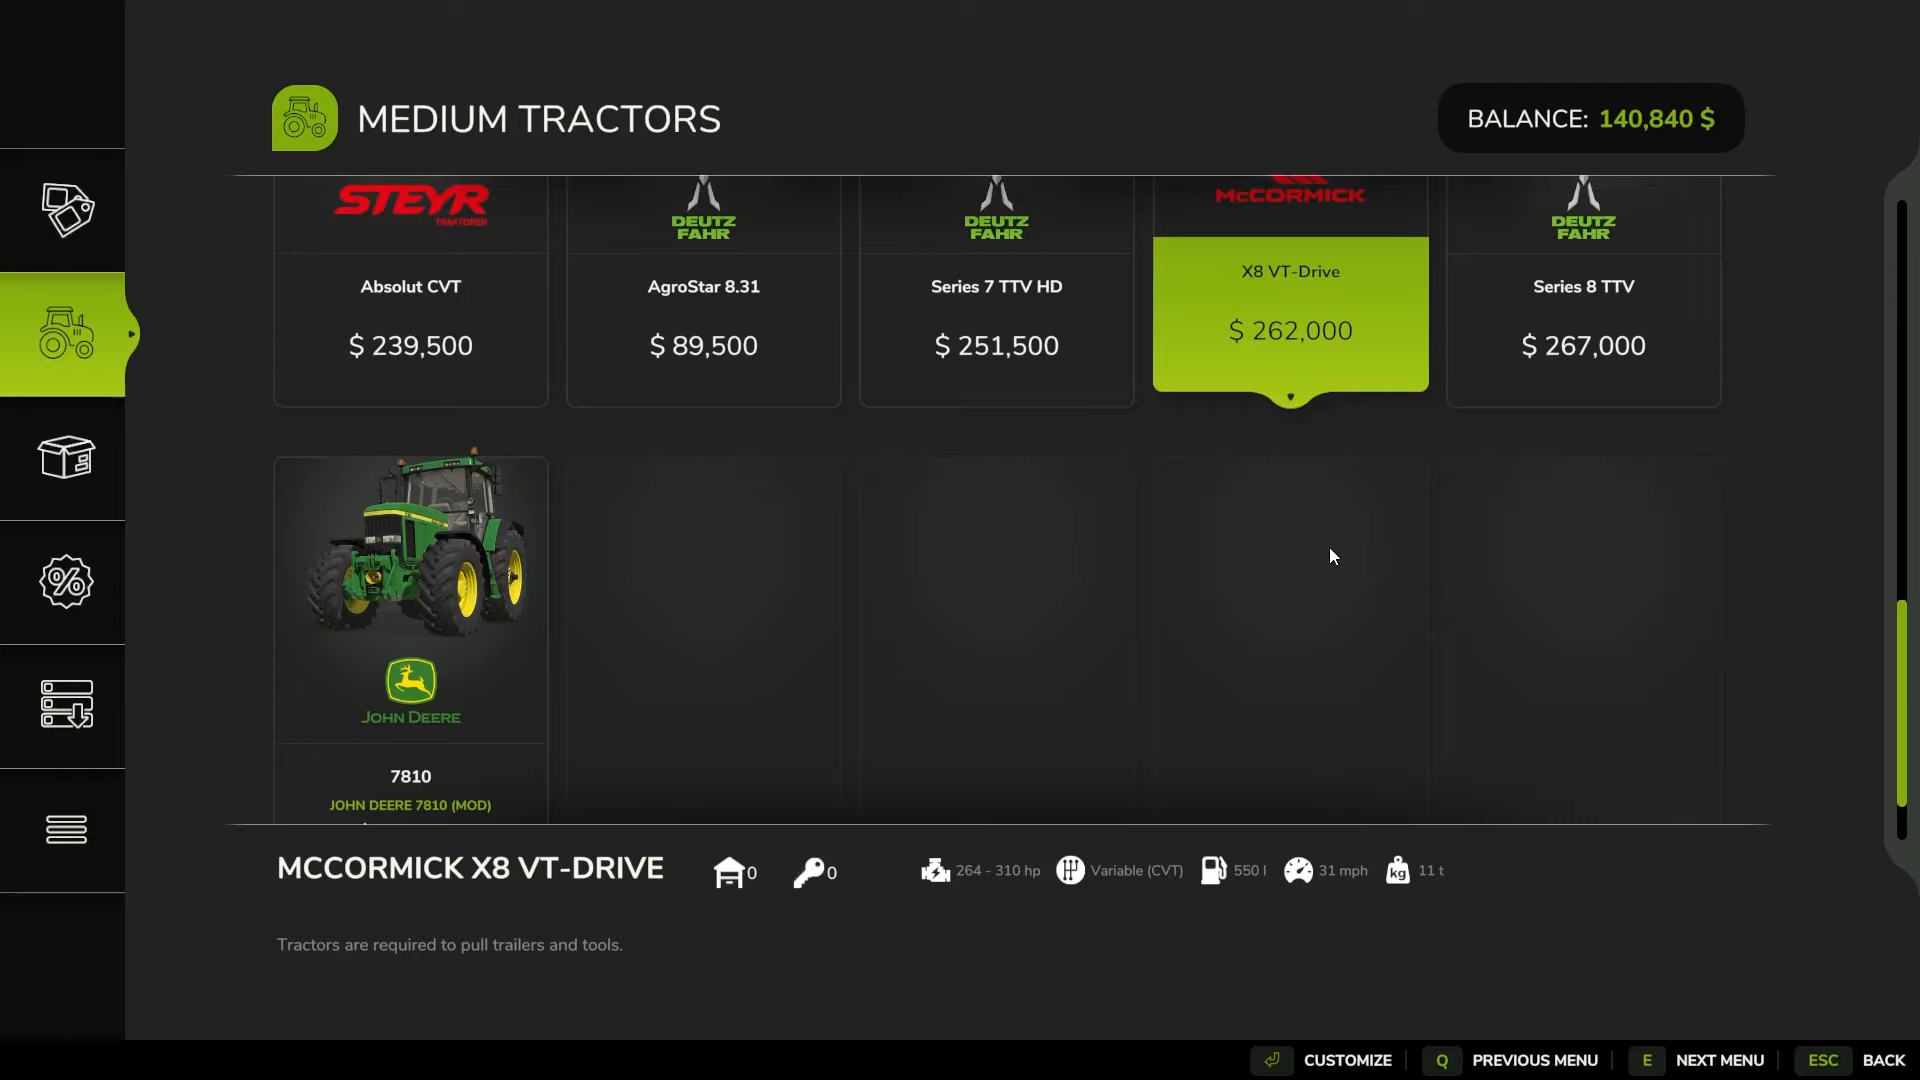 MEDIUM TRACTORS
BALANCE: 140,840 $
STEYR
TRAKTOREN
DEUTZ
FAHR
DEUTZ
FAHR
McCORMICK
DEUTZ
FAHR
Absolut CVT
AgroStar 8.31
Series 7 TTV HD
X8 VT-Drive
Series 8 TTV
$ 239,500
$ 89,500
$ 251,500
$ 262,000
$ 267,000
JOHN DEERE
7810
JOHN DEERE 7810 (MOD)
MCCORMICK X8 VT-DRIVE
0
0
264 - 310 hp
Variable (CVT)
550 l
31 mph
kg
11 t
Tractors are required to pull trailers and tools.
CUSTOMIZE
Q PREVIOUS MENU
E NEXT MENU
ESC BACK